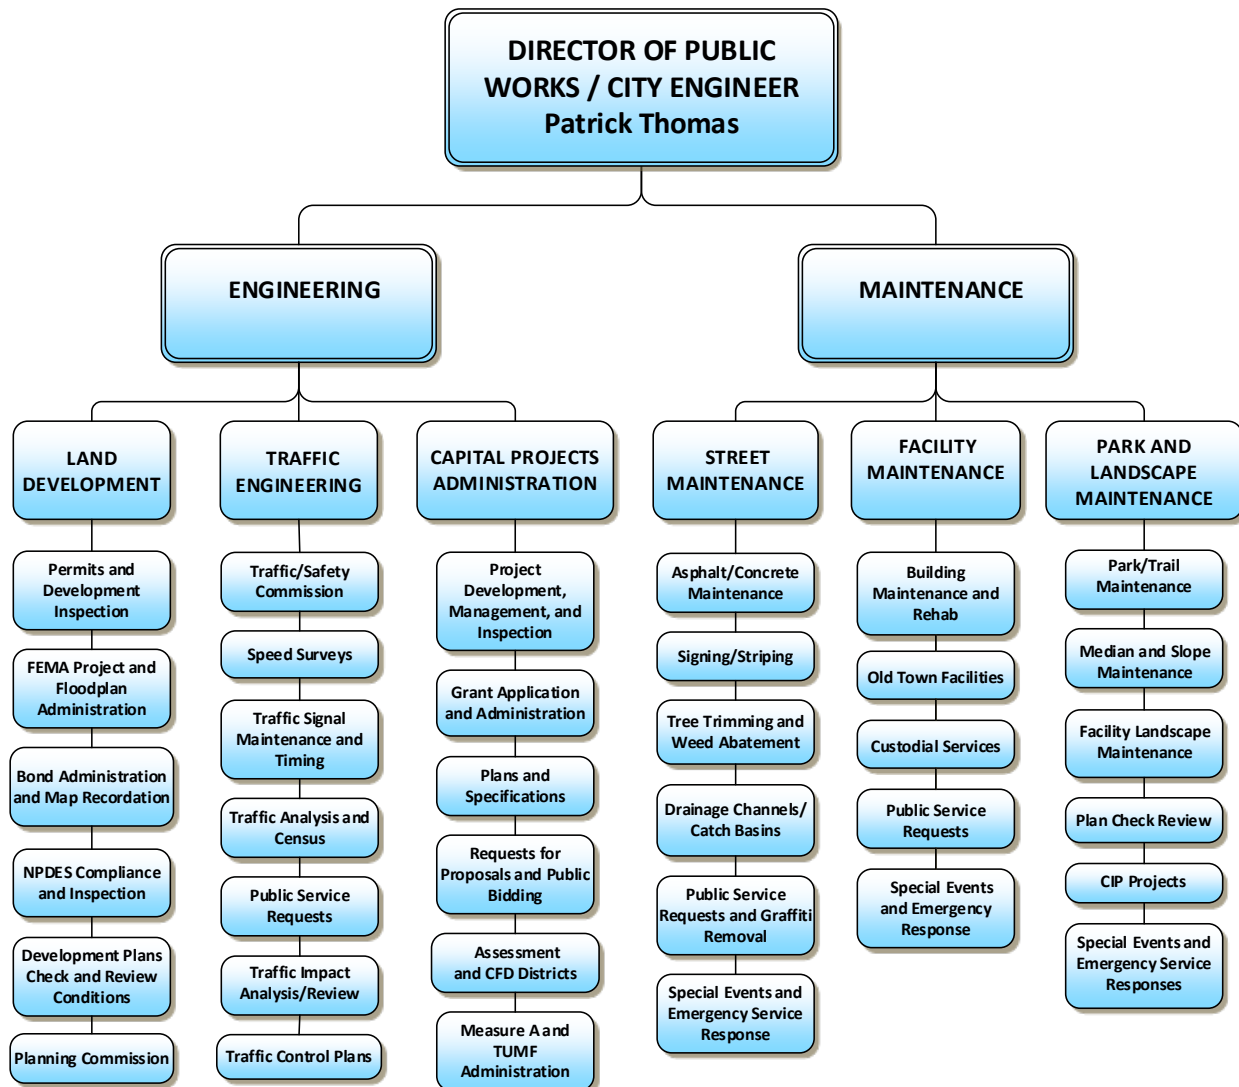 DIRECTOR OF PUBLIC
WORKS / CITY ENGINEER
Patrick Thomas
ENGINEERING
MAINTENANCE
LAND
DEVELOPMENT
TRAFFIC
ENGINEERING
CAPITAL PROJECTS
ADMINISTRATION
STREET
MAINTENANCE
FACILITY
MAINTENANCE
PARK AND
LANDSCAPE
MAINTENANCE
Permits and
Development
Inspection
FEMA Project and
Floodplan
Administration
Bond Administration
and Map Recordation
NPDES Compliance
and Inspection
Development Plans
Check and Review
Conditions
Planning Commission
Traffic/Safety
Commission
Speed Surveys
Traffic Signal
Maintenance and
Timing
Traffic Analysis and
Census
Public Service
Requests
Traffic Impact
Analysis/Review
Traffic Control Plans
Project
Development,
Management, and
Inspection
Grant Application
and Administration
Plans and
Specifications
Requests for
Proposals and Public
Bidding
Assessment
and CFD Districts
Measure A and
TUMF
Administration
Asphalt/Concrete
Maintenance
Signing/Striping
Tree Trimming and
Weed Abatement
Drainage Channels/
Catch Basins
Public Service
Requests and Graffiti
Removal
Special Events and
Emergency Service
Response
Building
Maintenance and
Rehab
Old Town Facilities
Custodial Services
Public Service
Requests
Special Events
and Emergency
Response
Park/Trail
Maintenance
Median and Slope
Maintenance
Facility Landscape
Maintenance
Plan Check Review
CIP Projects
Special Events and
Emergency Service
Responses